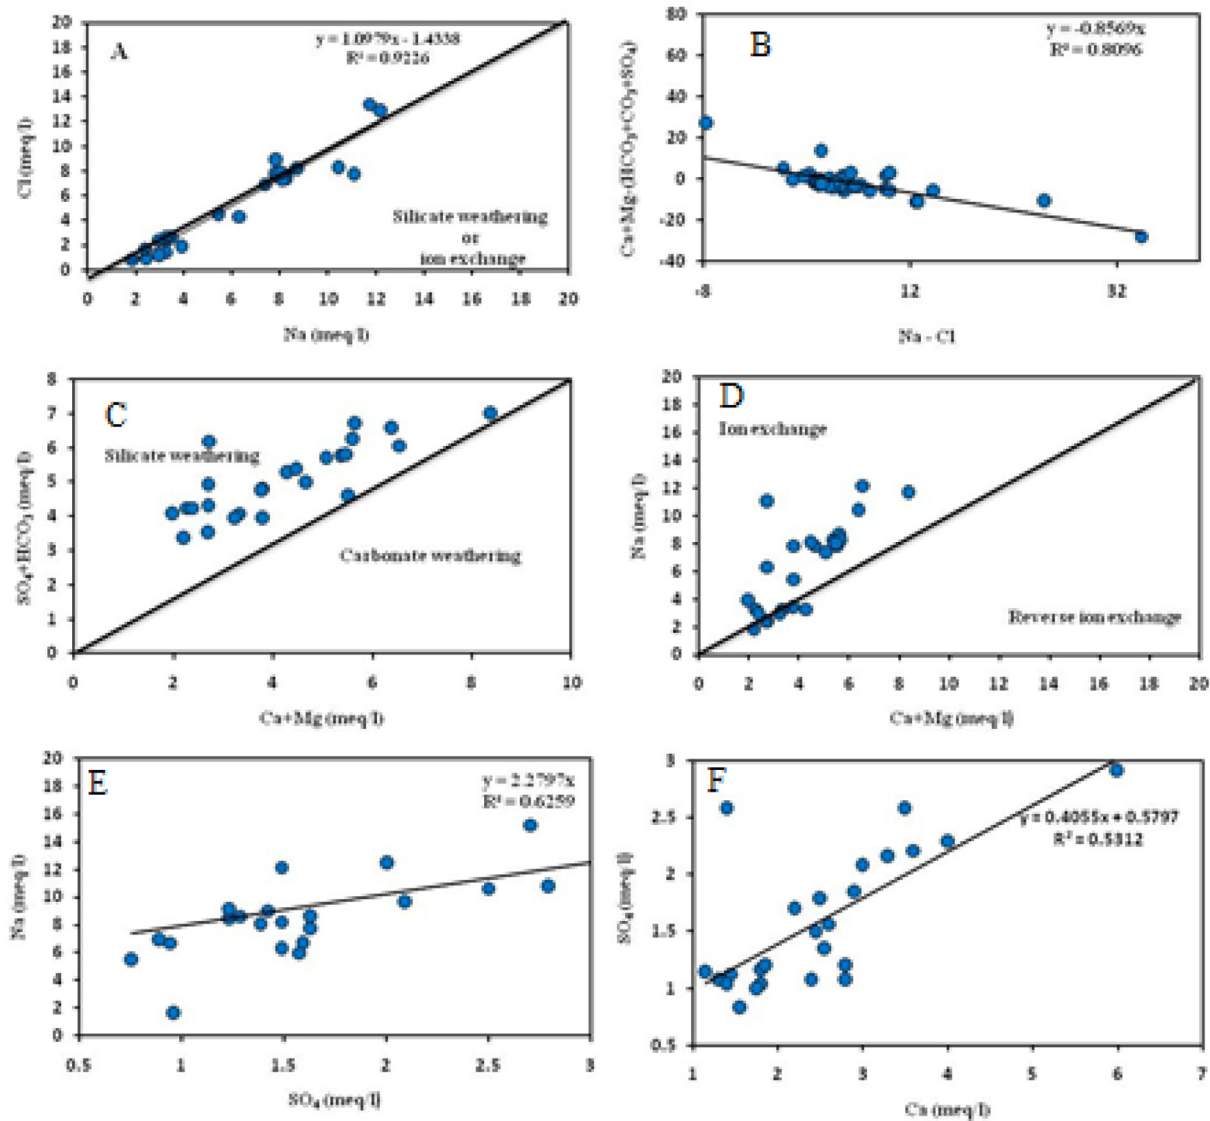 A
y = 1.0979x - 1.4338
R² = 0.9226
Cl (meq/l)
20
18
16
14
12
10
8
6
4
2
0
Silicate weathering
or
ion exchange
0 2 4 6 8 10 12 14 16 18 20
Na (meq/l)
B
y = -0.8569x
R² = 0.8096
Ca+Mg-(HCO₃+CO₃+SO₄)
80
60
40
20
0
-20
-40
-8 12 32
Na - Cl
C
SO₄+HCO₃ (meq/l)
8
7
6
5
4
3
2
1
0
Silicate weathering
Carbonate weathering
0 2 4 6 8 10
Ca+Mg (meq/l)
D
Ion exchange
Na (meq/l)
20
18
16
14
12
10
8
6
4
2
0
Reverse ion exchange
0 2 4 6 8 10 12 14 16 18 20
Ca+Mg (meq/l)
E
y = 2.2797x
R² = 0.6259
Na (meq/l)
20
18
16
14
12
10
8
6
4
2
0
0.5 1 1.5 2 2.5 3
SO₄ (meq/l)
F
y = 0.4055x + 0.5797
R² = 0.5312
SO₄ (meq/l)
3
2.5
2
1.5
1
0.5
1 2 3 4 5 6 7
Ca (meq/l)